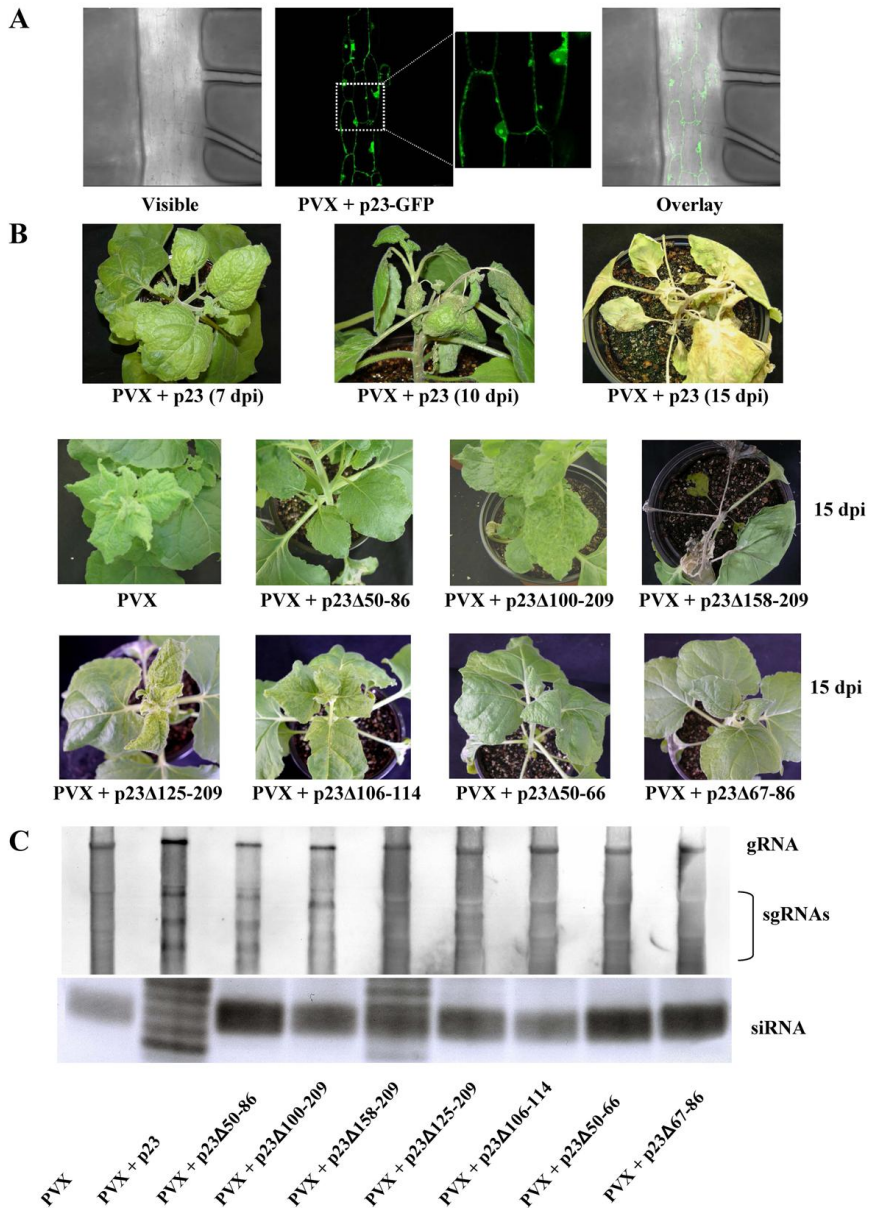 A
Visible
PVX + p23-GFP
Overlay
B
PVX + p23 (7 dpi)
PVX + p23 (10 dpi)
PVX + p23 (15 dpi)
15 dpi
PVX
PVX + p23Δ50-86
PVX + p23Δ100-209
PVX + p23Δ158-209
15 dpi
PVX + p23Δ125-209
PVX + p23Δ106-114
PVX + p23Δ50-66
PVX + p23Δ67-86
C
gRNA
sgRNAs
siRNA
PVX
PVX + p23
PVX + p23Δ50-86
PVX + p23Δ100-209
PVX + p23Δ158-209
PVX + p23Δ125-209
PVX + p23Δ106-114
PVX + p23Δ50-66
PVX + p23Δ67-86